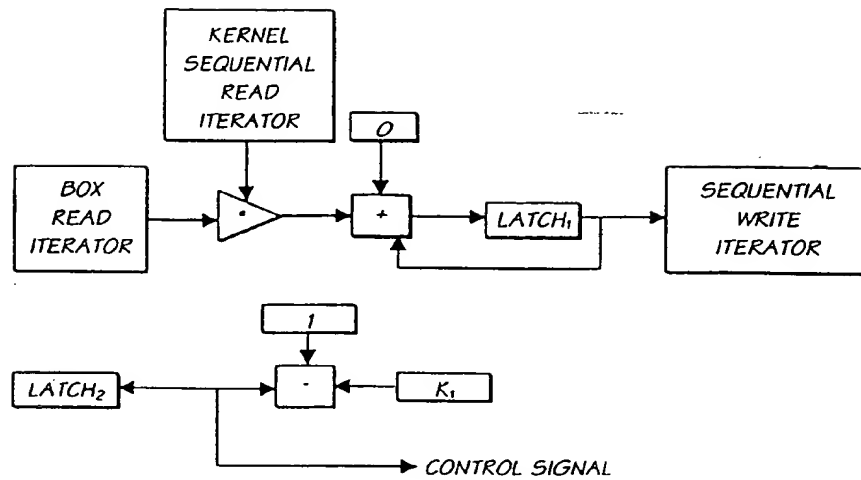 KERNEL
SEQUENTIAL
READ
ITERATOR
0
BOX
READ
ITERATOR
*
+
LATCH₁
SEQUENTIAL
WRITE
ITERATOR
1
LATCH₂
-
K₁
CONTROL SIGNAL